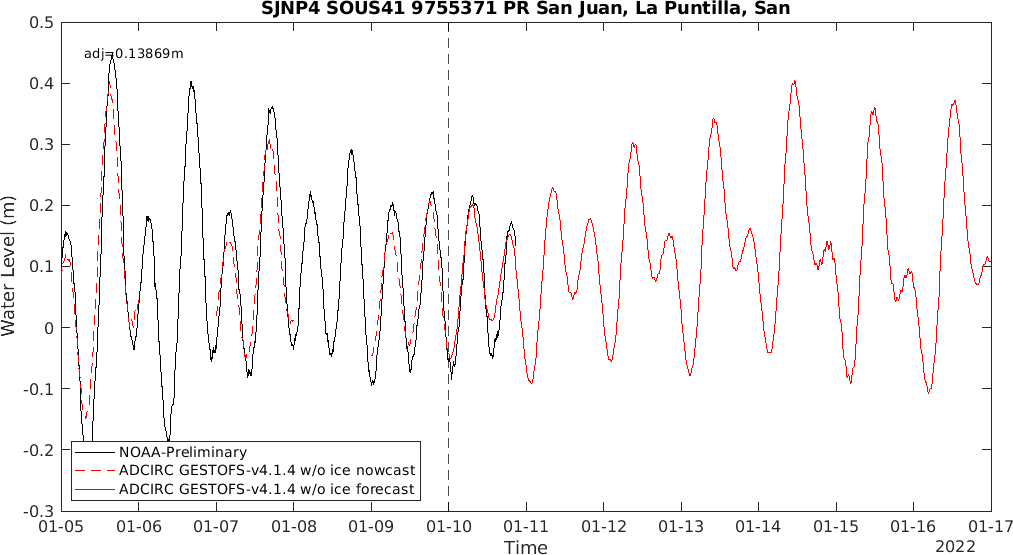 SJNP4 SOUS41 9755371 PR San Juan, La Puntilla, San
adj=0.13869m
Water Level (m)
0.5
0.4
0.3
0.2
0.1
0
-0.1
-0.2
-0.3
NOAA-Preliminary
ADCIRC GESTOFS-v4.1.4 w/o ice nowcast
ADCIRC GESTOFS-v4.1.4 w/o ice forecast
01-05 01-06 01-07 01-08 01-09 01-10 01-11 01-12 01-13 01-14 01-15 01-16 01-17
Time
2022